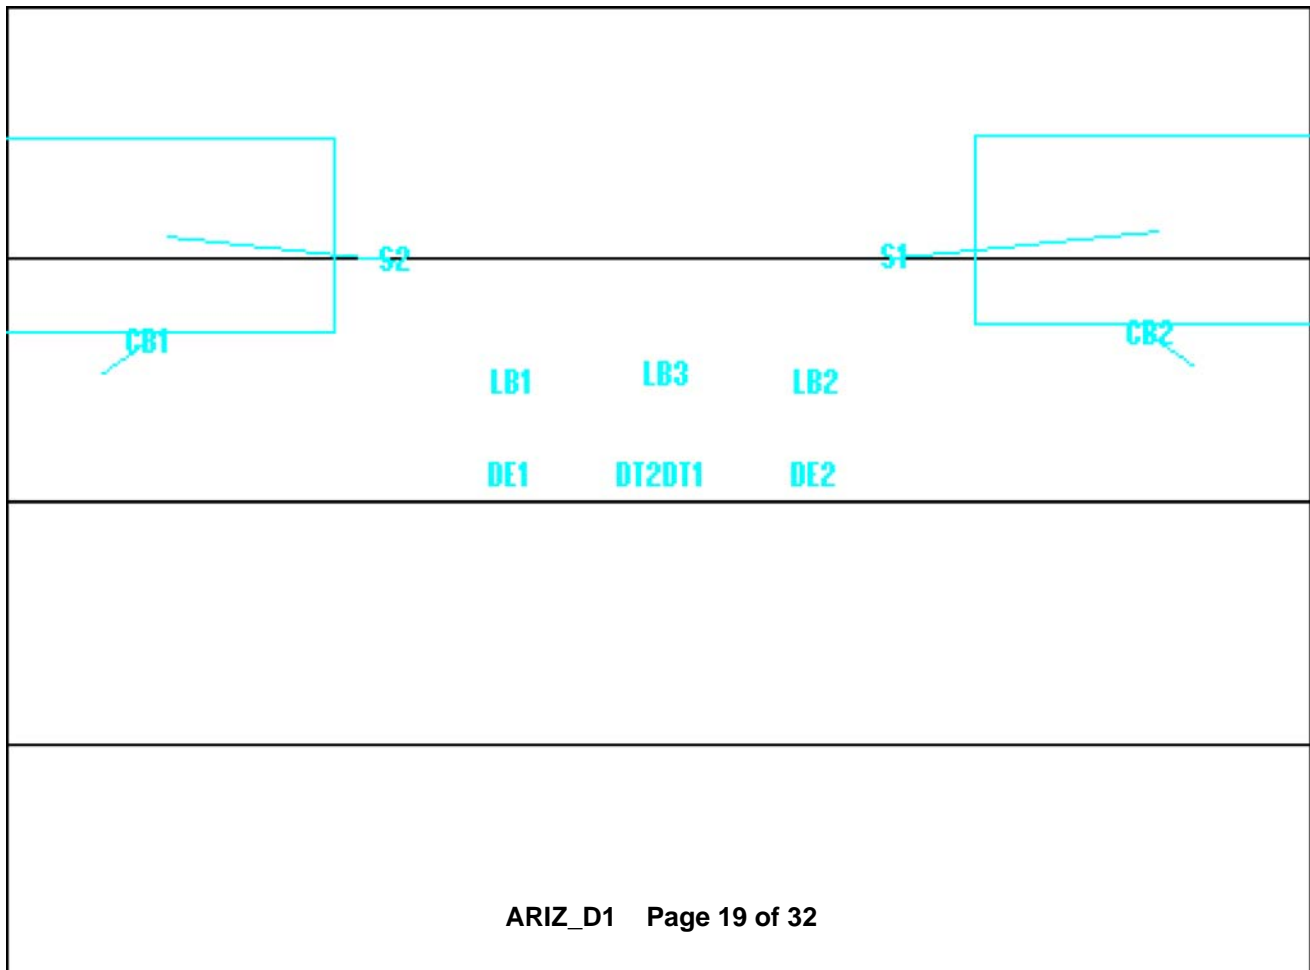 S2 S1
CB1 CB2
LB1 LB3 LB2
DE1 DT2DT1 DE2
ARIZ_D1 Page 19 of 32